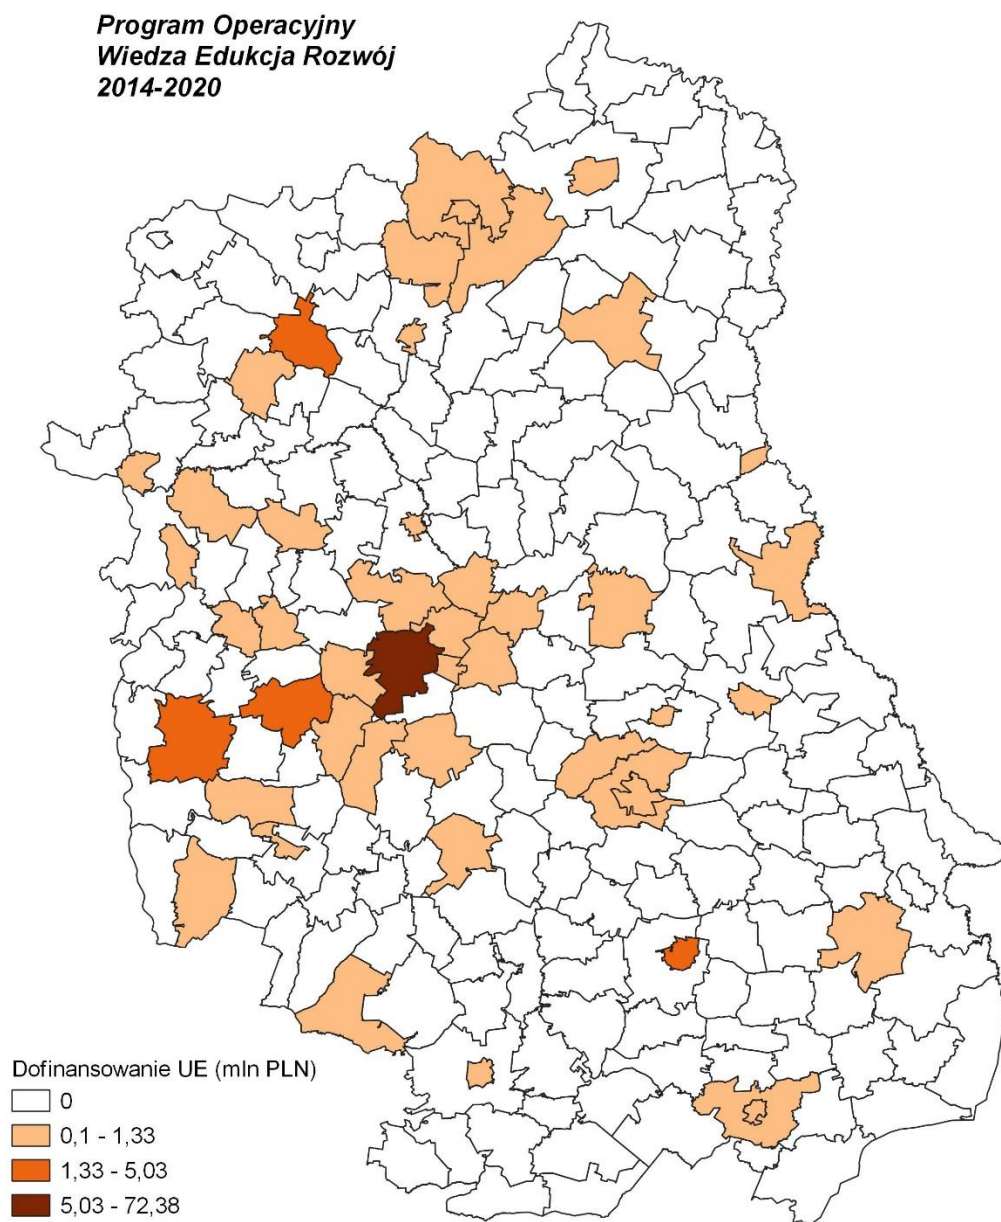 Program Operacyjny
Wiedza Edukcja Rozwój
2014-2020
Dofinansowanie UE (mln PLN)
0
0,1 - 1,33
1,33 - 5,03
5,03 - 72,38